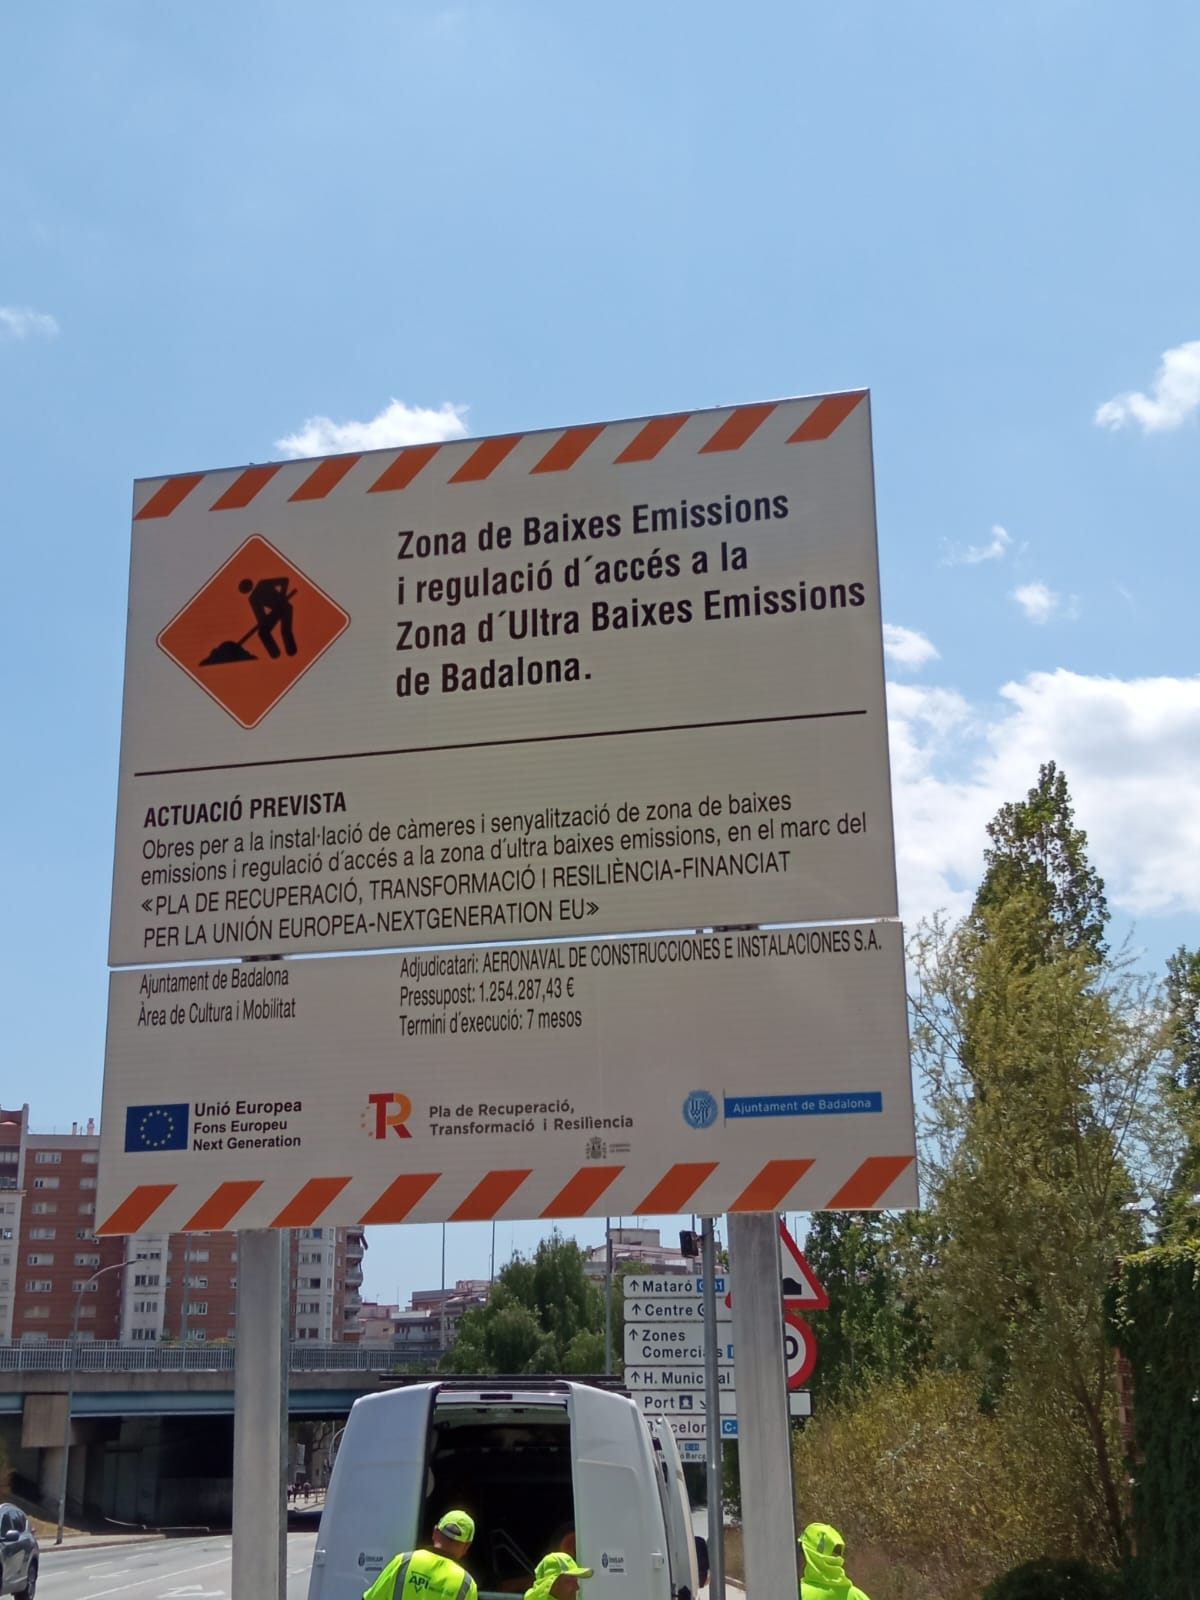 Zona de Baixes Emissions
i regulació d´accés a la
Zona d´Ultra Baixes Emissions
de Badalona.
ACTUACIÓ PREVISTA
Obres per a la instal·lació de càmeres i senyalització de zona de baixes
emissions i regulació d´accés a la zona d´ultra baixes emissions, en el marc del
«PLA DE RECUPERACIÓ, TRANSFORMACIÓ I RESILIÈNCIA-FINANCIAT
PER LA UNIÓN EUROPEA-NEXTGENERATION EU»
Ajuntament de Badalona
Àrea de Cultura i Mobilitat
Adjudicatari: AERONAVAL DE CONSTRUCCIONES E INSTALACIONES S.A.
Pressupost: 1.254.287,43 €
Termini d´execució: 7 mesos
Unió Europea
Fons Europeu
Next Generation
TR
Pla de Recuperació,
Transformació i Resiliència
Ajuntament de Badalona
Mataró
Centre
Zones
Comercials
H. Municipal
Port
API